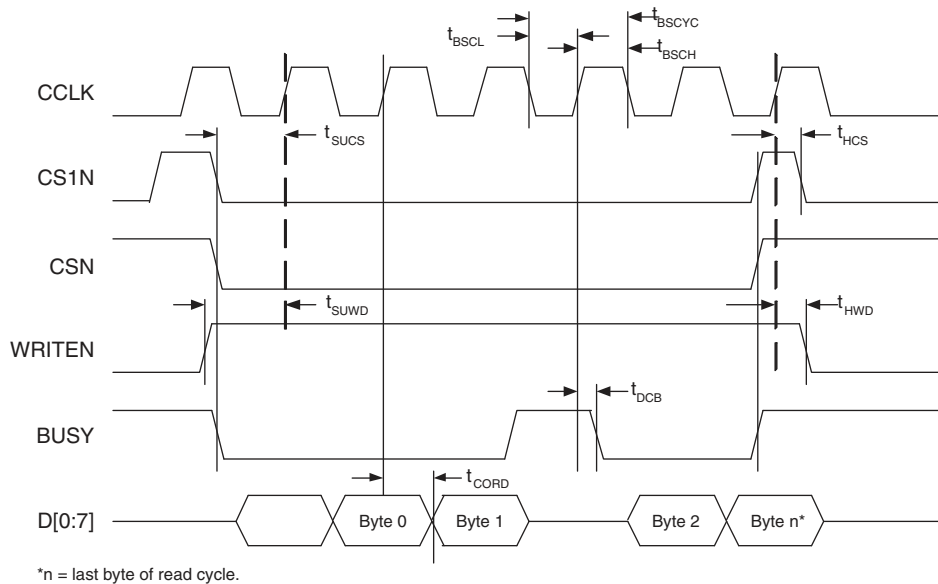 tBSCYC
tBSCL
tBSCH
CCLK
tSUCS
tHCS
CS1N
CSN
tSUWD
tHWD
WRITEN
tDCB
BUSY
tCORD
D[0:7]
Byte 0
Byte 1
Byte 2
Byte n*
*n = last byte of read cycle.